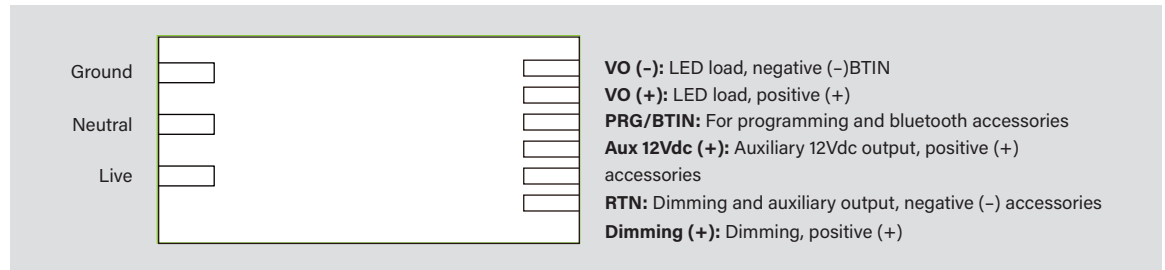 Ground
Neutral
Live
VO (–): LED load, negative (–)BTIN
VO (+): LED load, positive (+)
PRG/BTIN: For programming and bluetooth accessories
Aux 12Vdc (+): Auxiliary 12Vdc output, positive (+)
accessories
RTN: Dimming and auxiliary output, negative (–) accessories
Dimming (+): Dimming, positive (+)